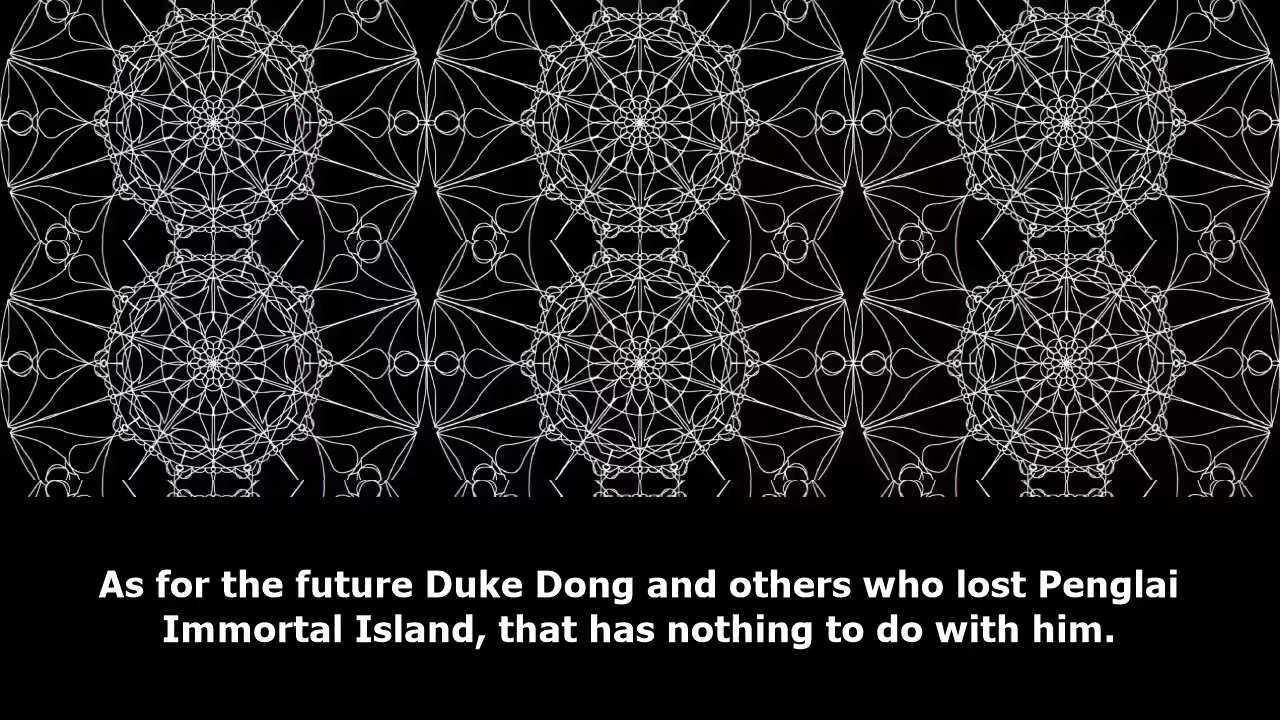 As for the future Duke Dong and others who lost Penglai
Immortal Island, that has nothing to do with him.